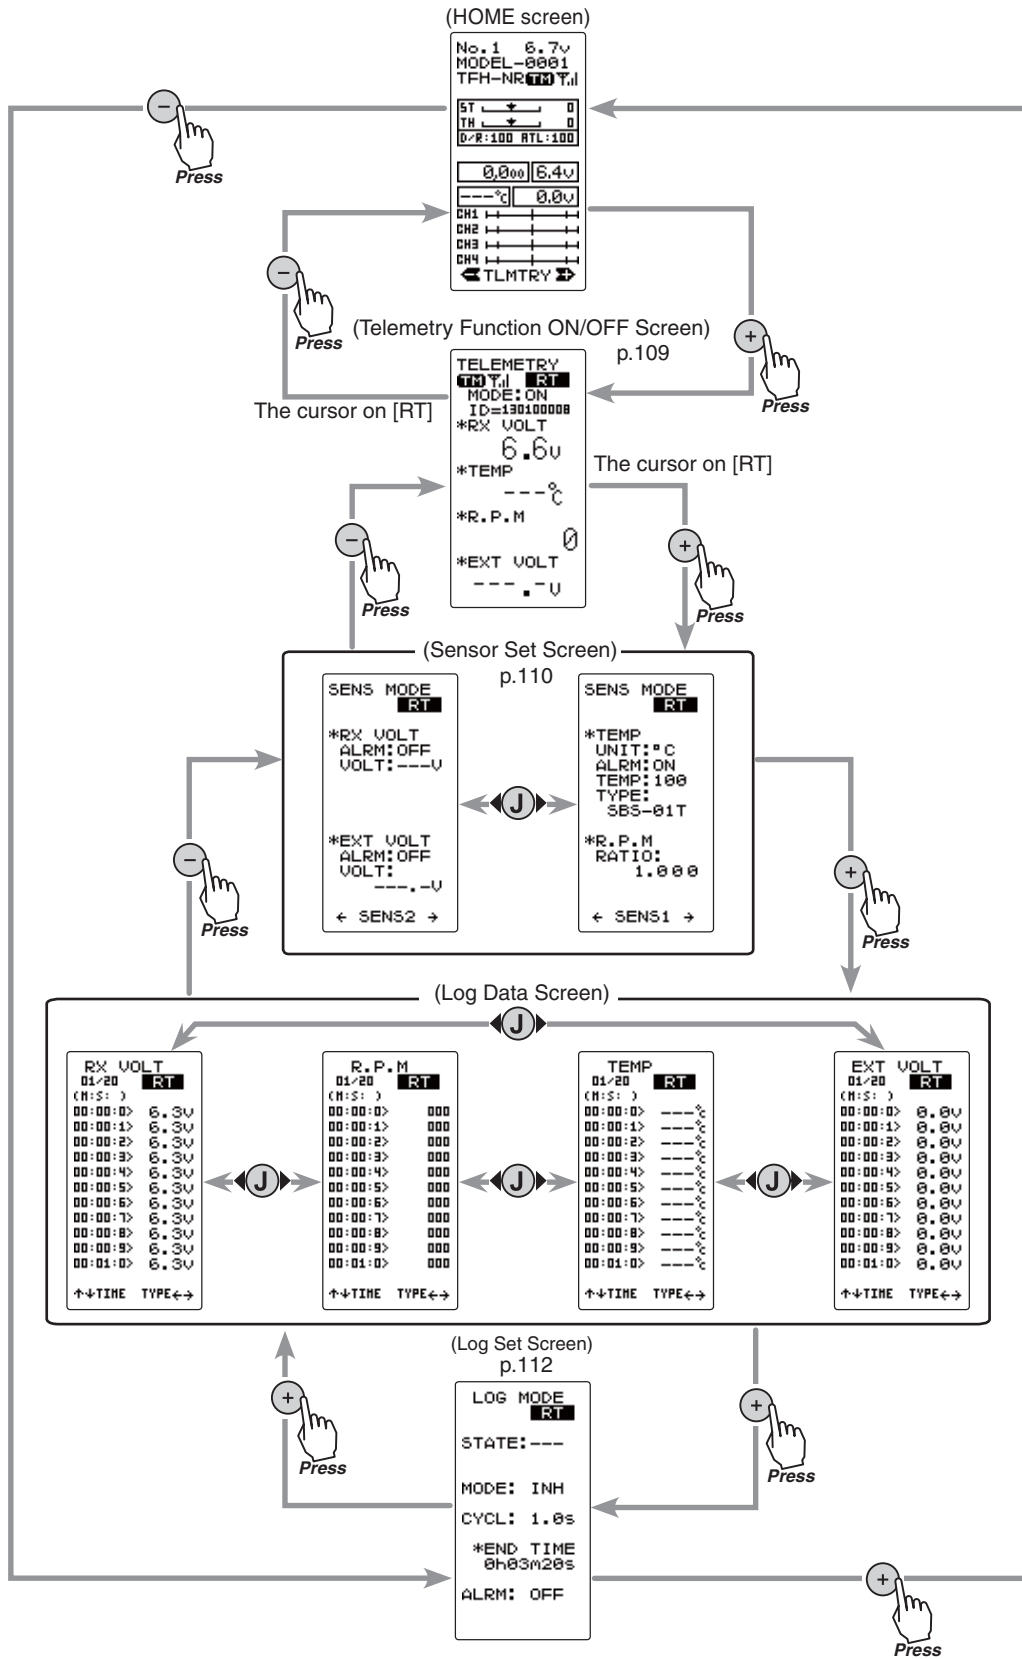 (HOME screen)
No.1 6.7v
MODEL-0001
TFH-NR TM
ST 0
TH 0
D/R:100 ATL:100
0,000 6.4v
---°C 0.0v
CH1
CH2
CH3
CH4
TLMTRY
−
Press
−
Press
+
Press
(Telemetry Function ON/OFF Screen)
p.109
TELEMETRY
TM RT
MODE:ON
ID=130100008
*RX VOLT
6.6v
*TEMP
---°C
*R.P.M
0
*EXT VOLT
---.-v
The cursor on [RT]
The cursor on [RT]
−
Press
+
Press
(Sensor Set Screen)
p.110
SENS MODE
RT
*RX VOLT
ALRM:OFF
VOLT:---V
*EXT VOLT
ALRM:OFF
VOLT:
---.-V
← SENS2 →
J
SENS MODE
RT
*TEMP
UNIT:°C
ALRM:ON
TEMP:100
TYPE:
SBS-01T
*R.P.M
RATIO:
1.000
← SENS1 →
−
Press
+
Press
(Log Data Screen)
J
RX VOLT
01/20 RT
(M:S: )
00:00:0> 6.3v
00:00:1> 6.3v
00:00:2> 6.3v
00:00:3> 6.3v
00:00:4> 6.3v
00:00:5> 6.3v
00:00:6> 6.3v
00:00:7> 6.3v
00:00:8> 6.3v
00:00:9> 6.3v
00:01:0> 6.3v
↑↓TIME TYPE←→
J
R.P.M
01/20 RT
(M:S: )
00:00:0> 000
00:00:1> 000
00:00:2> 000
00:00:3> 000
00:00:4> 000
00:00:5> 000
00:00:6> 000
00:00:7> 000
00:00:8> 000
00:00:9> 000
00:01:0> 000
↑↓TIME TYPE←→
J
TEMP
01/20 RT
(M:S: )
00:00:0> ---°C
00:00:1> ---°C
00:00:2> ---°C
00:00:3> ---°C
00:00:4> ---°C
00:00:5> ---°C
00:00:6> ---°C
00:00:7> ---°C
00:00:8> ---°C
00:00:9> ---°C
00:01:0> ---°C
↑↓TIME TYPE←→
J
EXT VOLT
01/20 RT
(M:S: )
00:00:0> 0.0v
00:00:1> 0.0v
00:00:2> 0.0v
00:00:3> 0.0v
00:00:4> 0.0v
00:00:5> 0.0v
00:00:6> 0.0v
00:00:7> 0.0v
00:00:8> 0.0v
00:00:9> 0.0v
00:01:0> 0.0v
↑↓TIME TYPE←→
(Log Set Screen)
p.112
LOG MODE
RT
STATE:---
MODE: INH
CYCL: 1.0s
*END TIME
0h03m20s
ALRM: OFF
+
Press
+
Press
+
Press